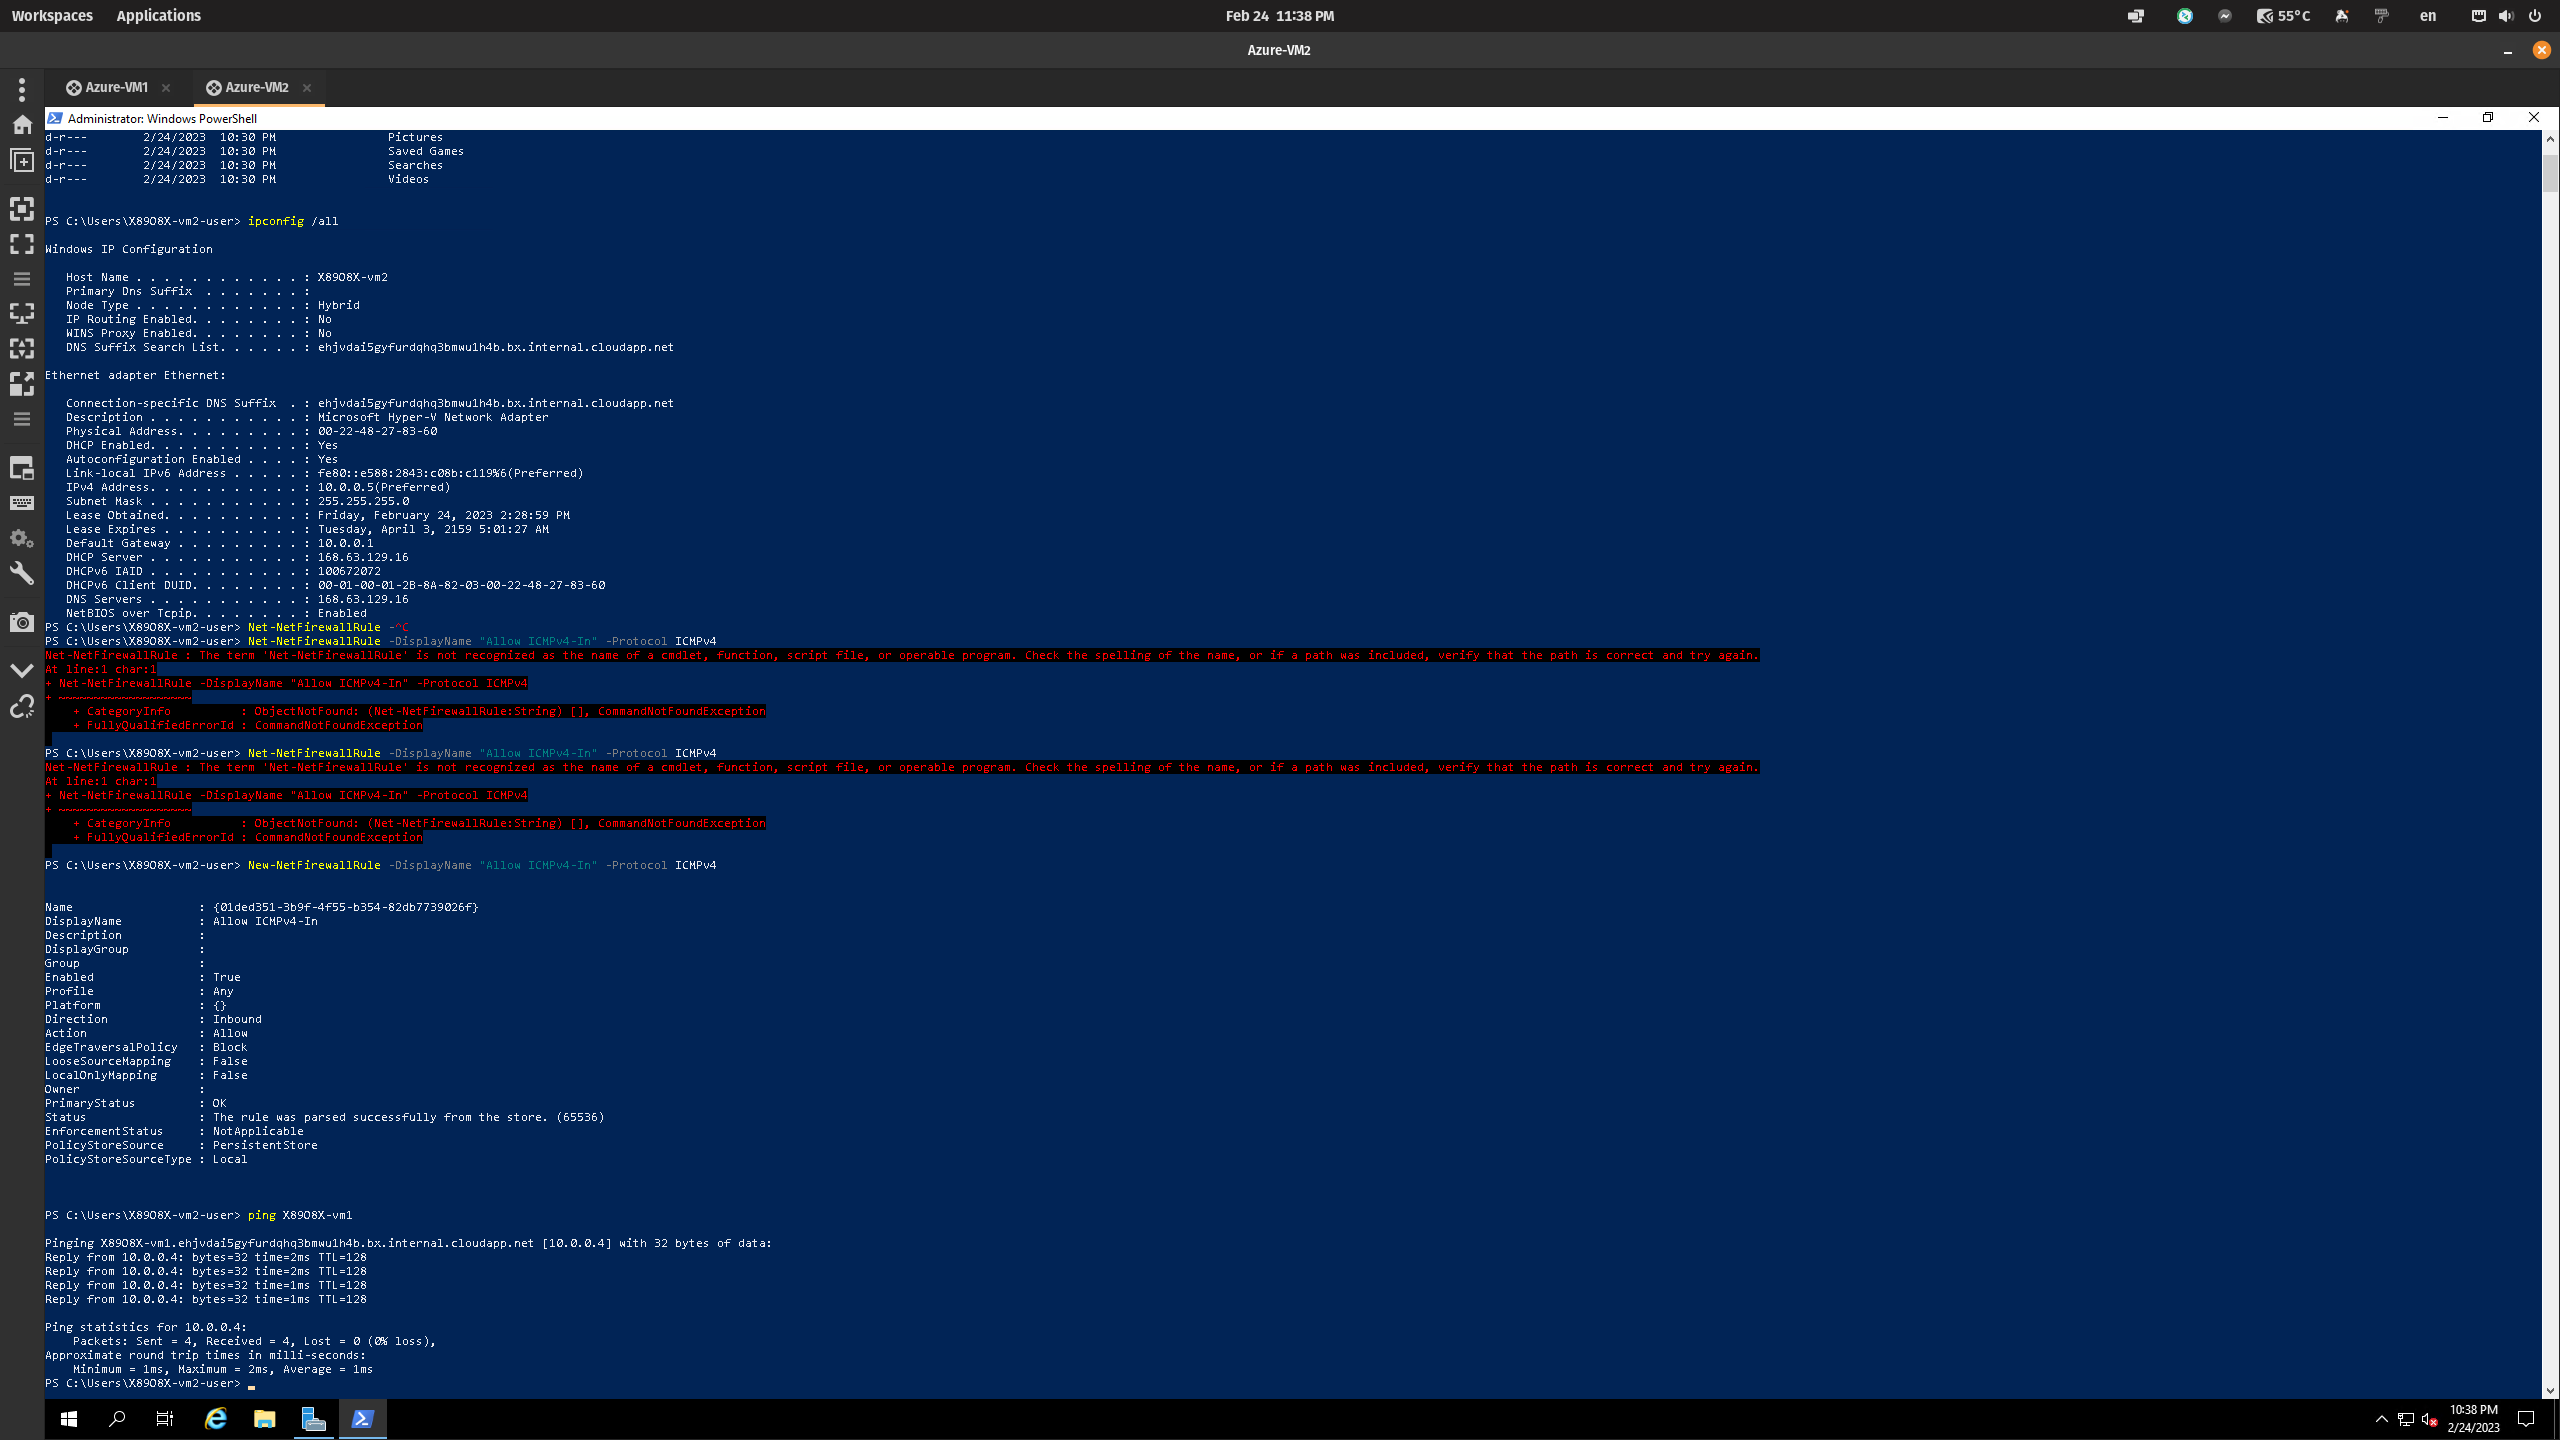 Workspaces Applications Feb 24 11:38 PM 55°C en
Azure-VM2
Azure-VM1 Azure-VM2
Administrator: Windows PowerShell
d-r--- 2/24/2023 10:30 PM Pictures
d-r--- 2/24/2023 10:30 PM Saved Games
d-r--- 2/24/2023 10:30 PM Searches
d-r--- 2/24/2023 10:30 PM Videos
PS C:\Users\X8908X-vm2-user> ipconfig /all
Windows IP Configuration
Host Name . . . . . . . . . . . . : X8908X-vm2
Primary Dns Suffix . . . . . . . :
Node Type . . . . . . . . . . . . : Hybrid
IP Routing Enabled. . . . . . . . : No
WINS Proxy Enabled. . . . . . . . : No
DNS Suffix Search List. . . . . . : ehjvdai5gyfurdqhq3bmwu1h4b.bx.internal.cloudapp.net
Ethernet adapter Ethernet:
Connection-specific DNS Suffix . : ehjvdai5gyfurdqhq3bmwu1h4b.bx.internal.cloudapp.net
Description . . . . . . . . . . . : Microsoft Hyper-V Network Adapter
Physical Address. . . . . . . . . : 00-22-48-27-83-60
DHCP Enabled. . . . . . . . . . . : Yes
Autoconfiguration Enabled . . . . : Yes
Link-local IPv6 Address . . . . . : fe80::e588:2843:c08b:c119%6(Preferred)
IPv4 Address. . . . . . . . . . . : 10.0.0.5(Preferred)
Subnet Mask . . . . . . . . . . . : 255.255.255.0
Lease Obtained. . . . . . . . . . : Friday, February 24, 2023 2:28:59 PM
Lease Expires . . . . . . . . . . : Tuesday, April 3, 2159 5:01:27 AM
Default Gateway . . . . . . . . . : 10.0.0.1
DHCP Server . . . . . . . . . . . : 168.63.129.16
DHCPv6 IAID . . . . . . . . . . . : 100672072
DHCPv6 Client DUID. . . . . . . . : 00-01-00-01-2B-8A-82-03-00-22-48-27-83-60
DNS Servers . . . . . . . . . . . : 168.63.129.16
NetBIOS over Tcpip. . . . . . . . : Enabled
PS C:\Users\X8908X-vm2-user> Net-NetFirewallRule -^C
PS C:\Users\X8908X-vm2-user> Net-NetFirewallRule -DisplayName "Allow ICMPv4-In" -Protocol ICMPv4
Net-NetFirewallRule : The term 'Net-NetFirewallRule' is not recognized as the name of a cmdlet, function, script file, or operable program. Check the spelling of the name, or if a path was included, verify that the path is correct and try again.
At line:1 char:1
+ Net-NetFirewallRule -DisplayName "Allow ICMPv4-In" -Protocol ICMPv4
+ ~~~~~~~~~~~~~~~~~~~
+ CategoryInfo : ObjectNotFound: (Net-NetFirewallRule:String) [], CommandNotFoundException
+ FullyQualifiedErrorId : CommandNotFoundException
PS C:\Users\X8908X-vm2-user> Net-NetFirewallRule -DisplayName "Allow ICMPv4-In" -Protocol ICMPv4
Net-NetFirewallRule : The term 'Net-NetFirewallRule' is not recognized as the name of a cmdlet, function, script file, or operable program. Check the spelling of the name, or if a path was included, verify that the path is correct and try again.
At line:1 char:1
+ Net-NetFirewallRule -DisplayName "Allow ICMPv4-In" -Protocol ICMPv4
+ ~~~~~~~~~~~~~~~~~~~
+ CategoryInfo : ObjectNotFound: (Net-NetFirewallRule:String) [], CommandNotFoundException
+ FullyQualifiedErrorId : CommandNotFoundException
PS C:\Users\X8908X-vm2-user> New-NetFirewallRule -DisplayName "Allow ICMPv4-In" -Protocol ICMPv4
Name : {01ded351-3b9f-4f55-b354-82db7739026f}
DisplayName : Allow ICMPv4-In
Description :
DisplayGroup :
Group :
Enabled : True
Profile : Any
Platform : {}
Direction : Inbound
Action : Allow
EdgeTraversalPolicy : Block
LooseSourceMapping : False
LocalOnlyMapping : False
Owner :
PrimaryStatus : OK
Status : The rule was parsed successfully from the store. (65536)
EnforcementStatus : NotApplicable
PolicyStoreSource : PersistentStore
PolicyStoreSourceType : Local
PS C:\Users\X8908X-vm2-user> ping X8908X-vm1
Pinging X8908X-vm1.ehjvdai5gyfurdqhq3bmwu1h4b.bx.internal.cloudapp.net [10.0.0.4] with 32 bytes of data:
Reply from 10.0.0.4: bytes=32 time=2ms TTL=128
Reply from 10.0.0.4: bytes=32 time=2ms TTL=128
Reply from 10.0.0.4: bytes=32 time=1ms TTL=128
Reply from 10.0.0.4: bytes=32 time=1ms TTL=128
Ping statistics for 10.0.0.4:
Packets: Sent = 4, Received = 4, Lost = 0 (0% loss),
Approximate round trip times in milli-seconds:
Minimum = 1ms, Maximum = 2ms, Average = 1ms
PS C:\Users\X8908X-vm2-user>
10:38 PM
2/24/2023